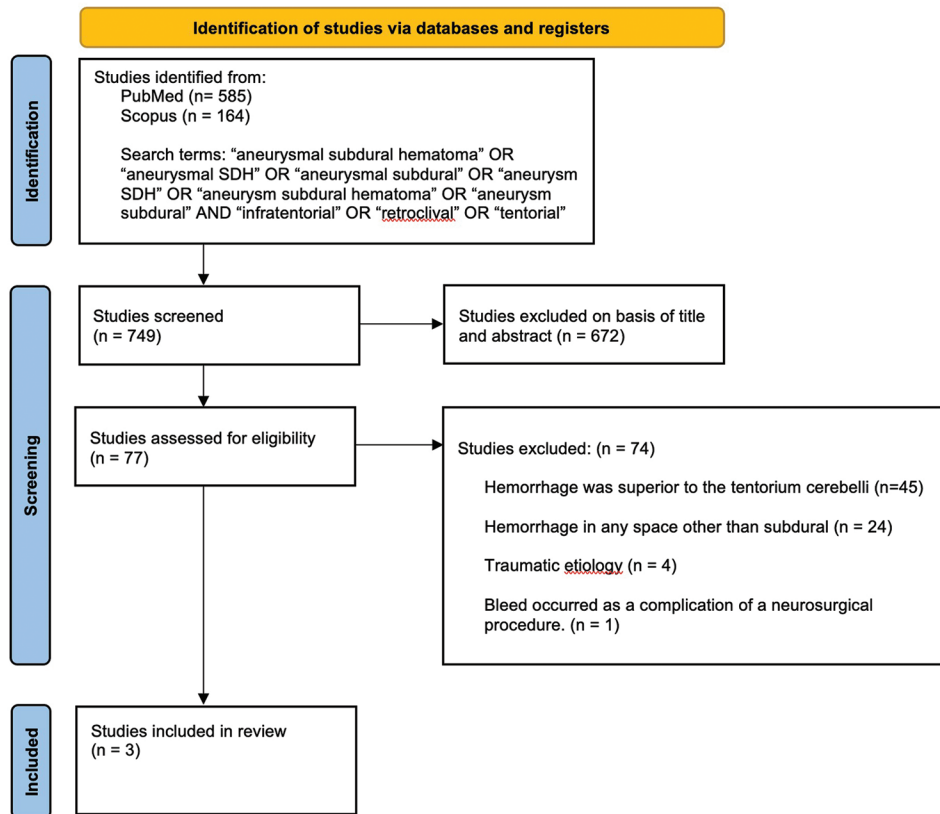 Identification of studies via databases and registers
Identification
Studies identified from:
PubMed (n= 585)
Scopus (n = 164)
Search terms: “aneurysmal subdural hematoma” OR
“aneurysmal SDH” OR “aneurysmal subdural” OR “aneurysm
SDH” OR “aneurysm subdural hematoma” OR “aneurysm
subdural” AND “infratentorial” OR “retroclival” OR “tentorial”
Screening
Studies screened
(n = 749)
Studies excluded on basis of title
and abstract (n = 672)
Studies assessed for eligibility
(n = 77)
Studies excluded: (n = 74)
Hemorrhage was superior to the tentorium cerebelli (n=45)
Hemorrhage in any space other than subdural (n = 24)
Traumatic etiology (n = 4)
Bleed occurred as a complication of a neurosurgical
procedure. (n = 1)
Included
Studies included in review
(n = 3)